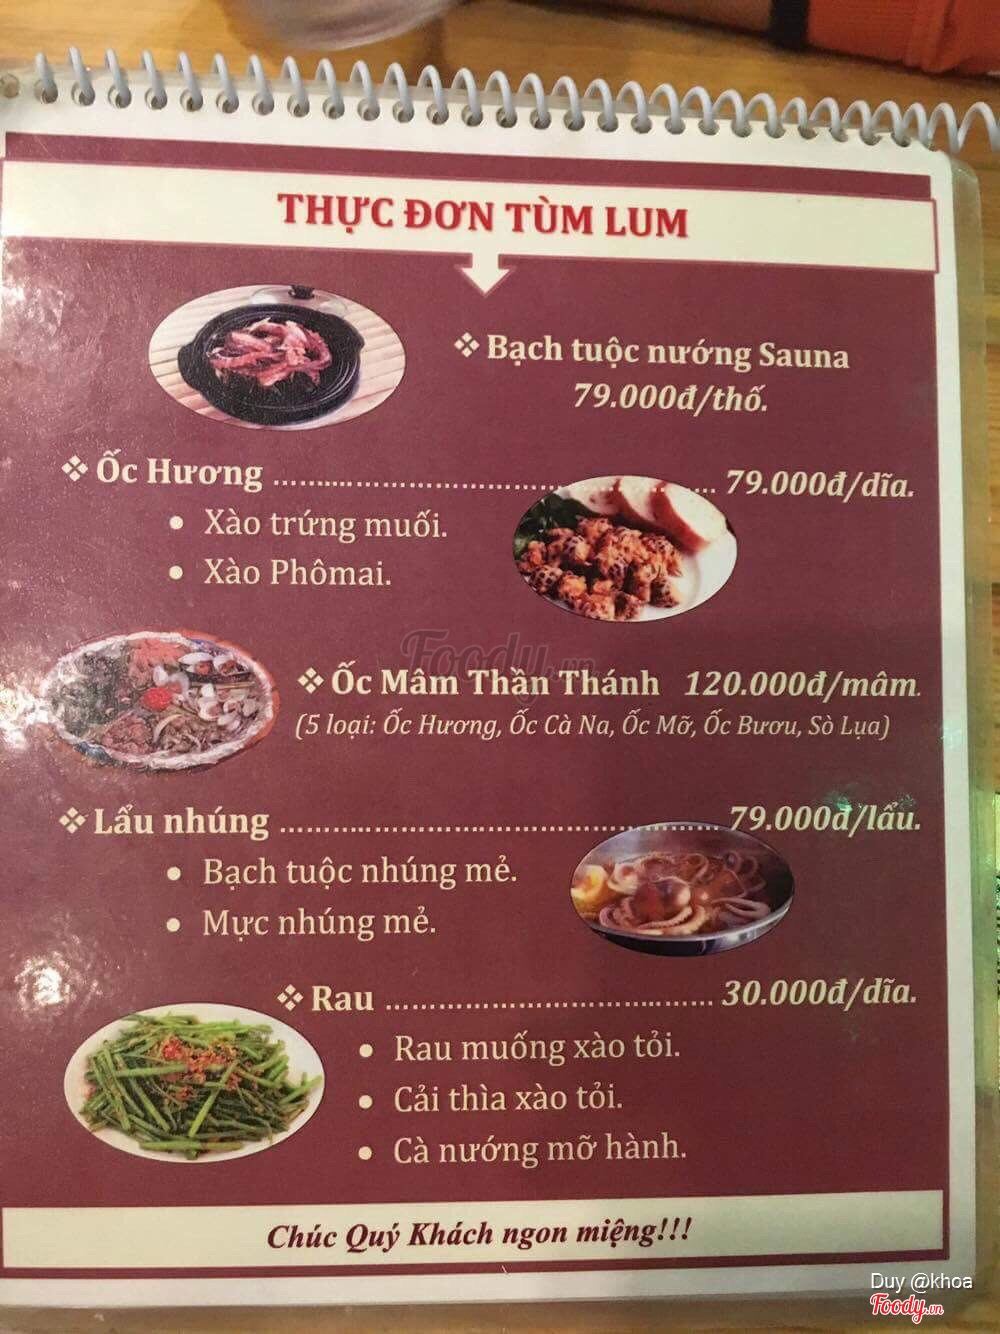 THỰC ĐƠN TÙM LUM
❖ Bạch tuộc nướng Sauna
79.000đ/thố.
❖ Ốc Hương ........................................ 79.000đ/dĩa.
• Xào trứng muối.
• Xào Phômai.
Foody.vn
❖ Ốc Mâm Thần Thánh 120.000đ/mâm.
(5 loại: Ốc Hương, Ốc Cà Na, Ốc Mỡ, Ốc Bươu, Sò Lụa)
❖ Lẩu nhúng ........................................ 79.000đ/lẩu.
• Bạch tuộc nhúng mẻ.
• Mực nhúng mẻ.
❖ Rau ........................................ 30.000đ/dĩa.
• Rau muống xào tỏi.
• Cải thìa xào tỏi.
• Cà nướng mỡ hành.
Chúc Quý Khách ngon miệng!!!
Duy @khoa
Foody.vn